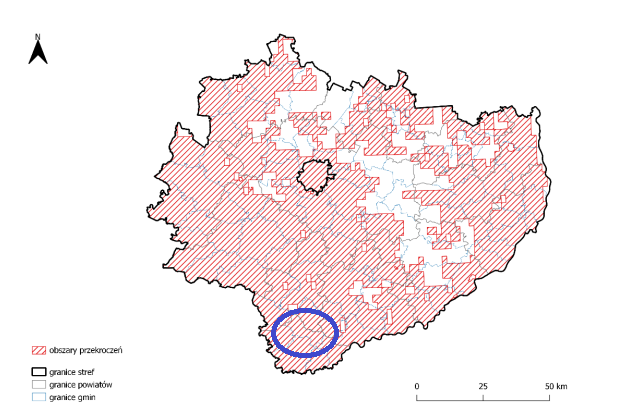 N
obszary przekroczeń
granice stref
granice powiatów
granice gmin
0 25 50 km